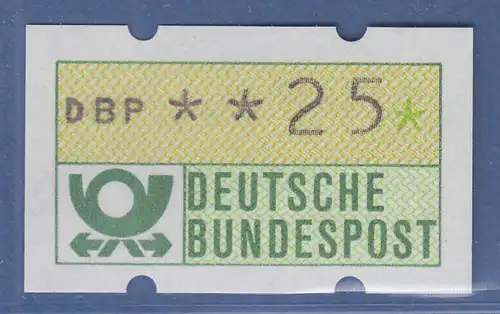 DBP * * 25*
DEUTSCHE
BUNDESPOST